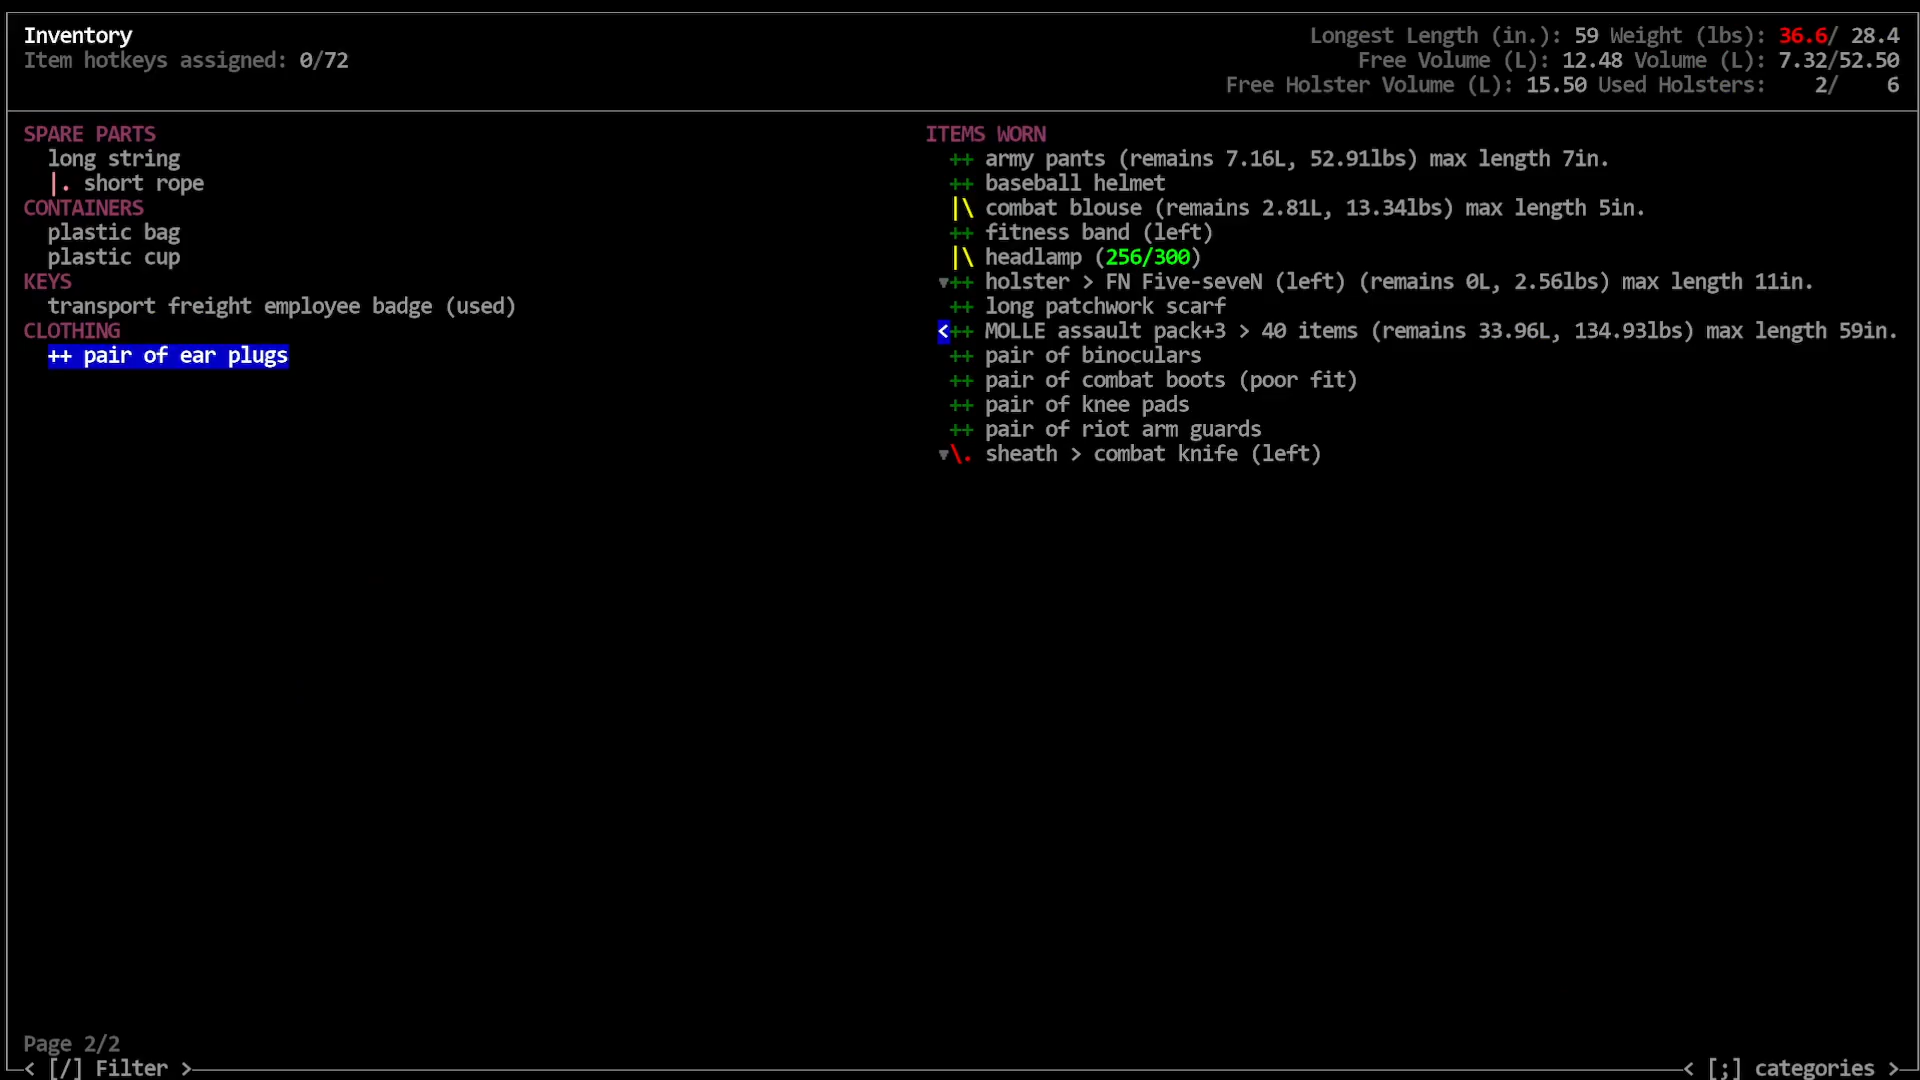 Inventory
Item hotkeys assigned: 0/72
Longest Length (in.): 59 Weight (lbs): 36.6/ 28.4
Free Volume (L): 12.48 Volume (L): 7.32/52.50
Free Holster Volume (L): 15.50 Used Holsters: 2/ 6
SPARE PARTS
long string
|. short rope
CONTAINERS
plastic bag
plastic cup
KEYS
transport freight employee badge (used)
CLOTHING
++ pair of ear plugs
ITEMS WORN
++ army pants (remains 7.16L, 52.91lbs) max length 7in.
++ baseball helmet
|\ combat blouse (remains 2.81L, 13.34lbs) max length 5in.
++ fitness band (left)
|\ headlamp (256/300)
▼++ holster > FN Five-seveN (left) (remains 0L, 2.56lbs) max length 11in.
++ long patchwork scarf
<++ MOLLE assault pack+3 > 40 items (remains 33.96L, 134.93lbs) max length 59in.
++ pair of binoculars
++ pair of combat boots (poor fit)
++ pair of knee pads
++ pair of riot arm guards
▼\. sheath > combat knife (left)
Page 2/2
< [/] Filter >
< [;] categories >